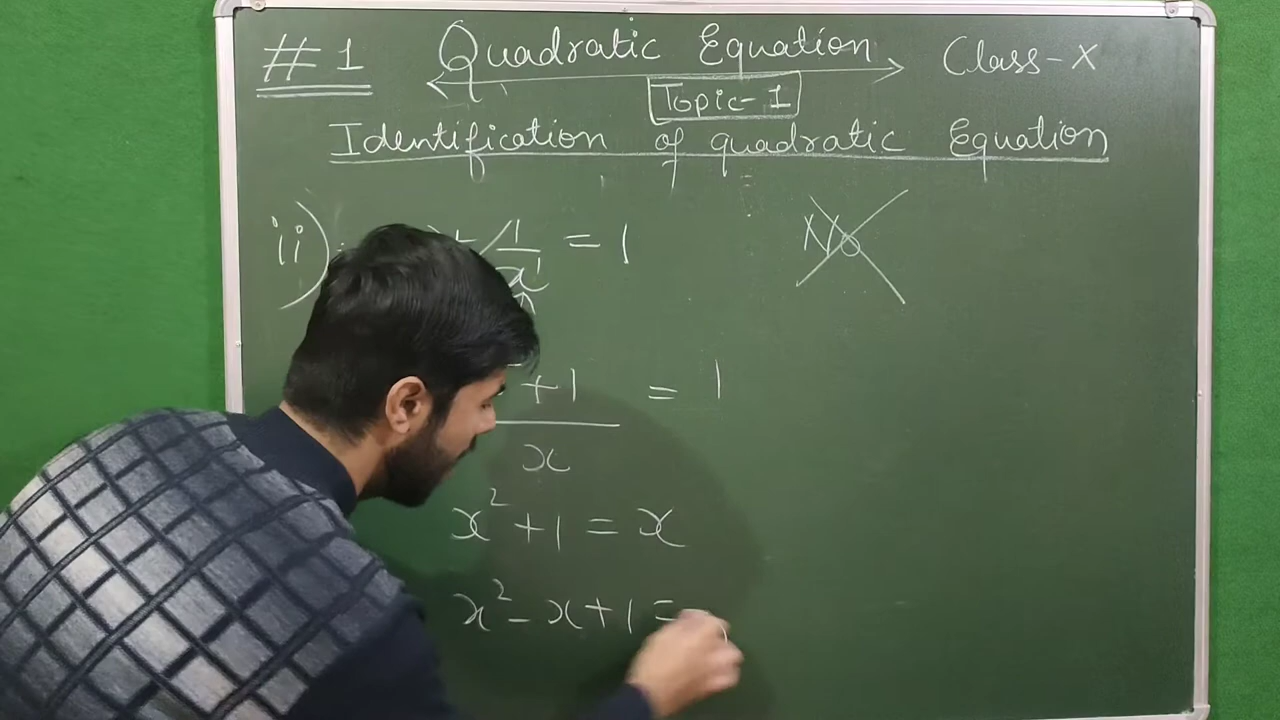 #1 Quadratic Equation Class-X
Topic-1
Identification of quadratic Equation
ii) 1/x = 1
No
+1 = 1
x
x² + 1 = x
x² - x + 1 =